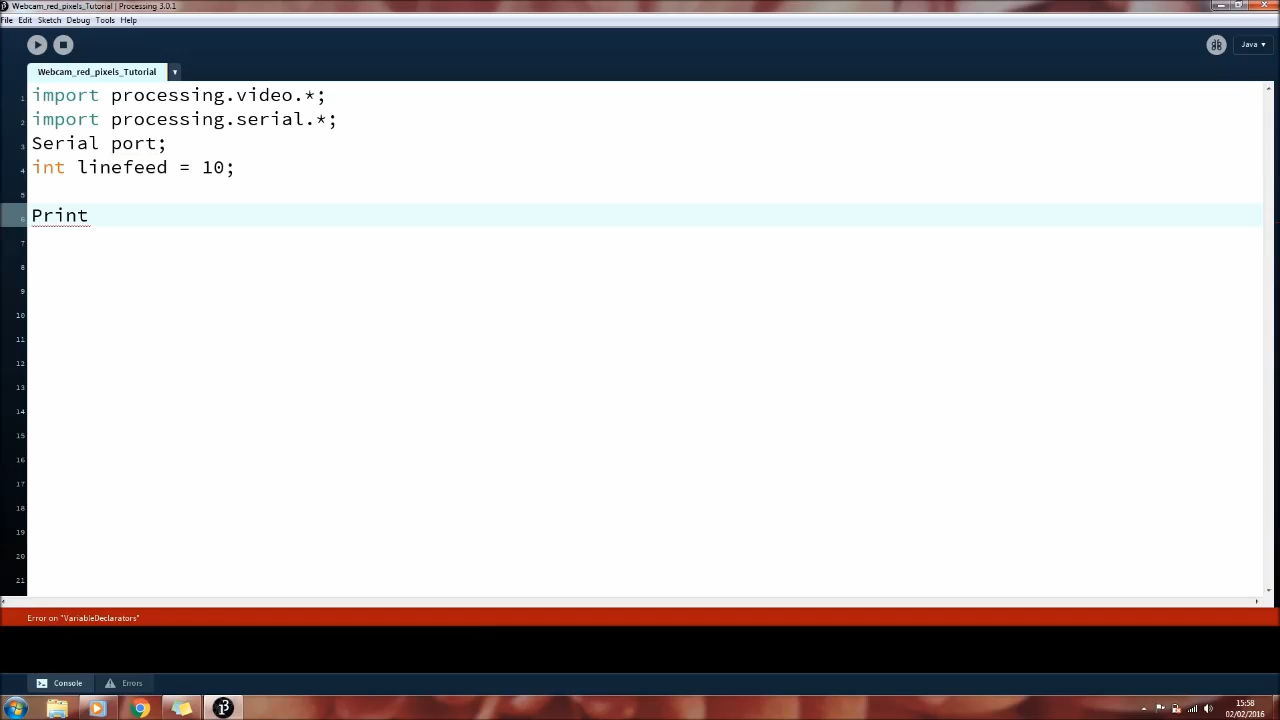 Webcam_red_pixels_Tutorial | Processing 3.0.1
File Edit Sketch Debug Tools Help
Java ▾
Webcam_red_pixels_Tutorial ▾
1 import processing.video.*;
2 import processing.serial.*;
3 Serial port;
4 int linefeed = 10;
5
6 Print
7
8
9
10
11
12
13
14
15
16
17
18
19
20
21
Error on "VariableDeclarators"
Console Errors
15:58
02/02/2016